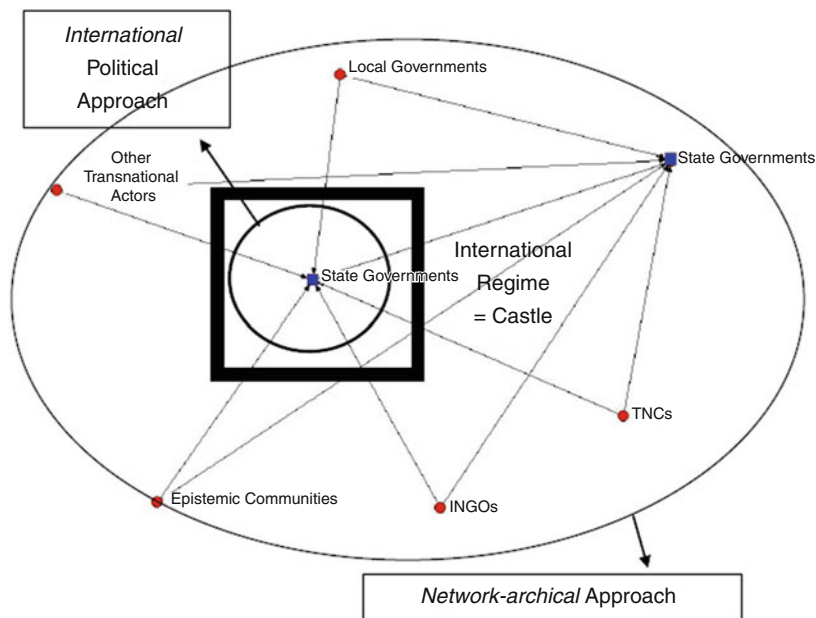 International
Political
Approach
Local Governments
Other
Transnational
Actors
State Governments
State Governments
International
Regime
= Castle
TNCs
Epistemic Communities
INGOs
Network-archical Approach